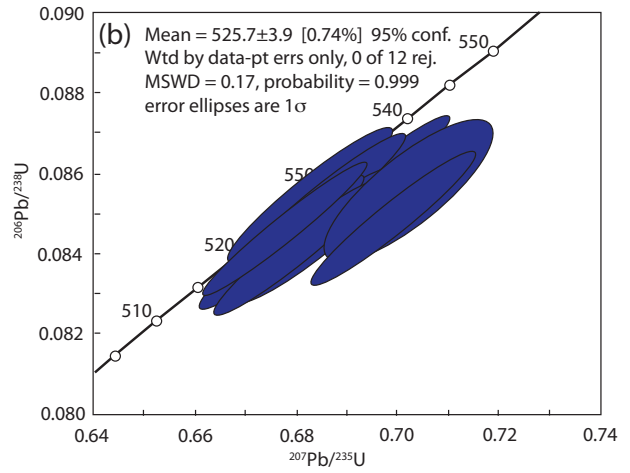 0.090
(b) Mean = 525.7±3.9 [0.74%] 95% conf.
Wtd by data-pt errs only, 0 of 12 rej.
MSWD = 0.17, probability = 0.999
error ellipses are 1σ
550
0.088
540
0.086
550
206Pb/238U
0.084
520
510
0.082
0.080
0.64 0.66 0.68 0.70 0.72 0.74
207Pb/235U